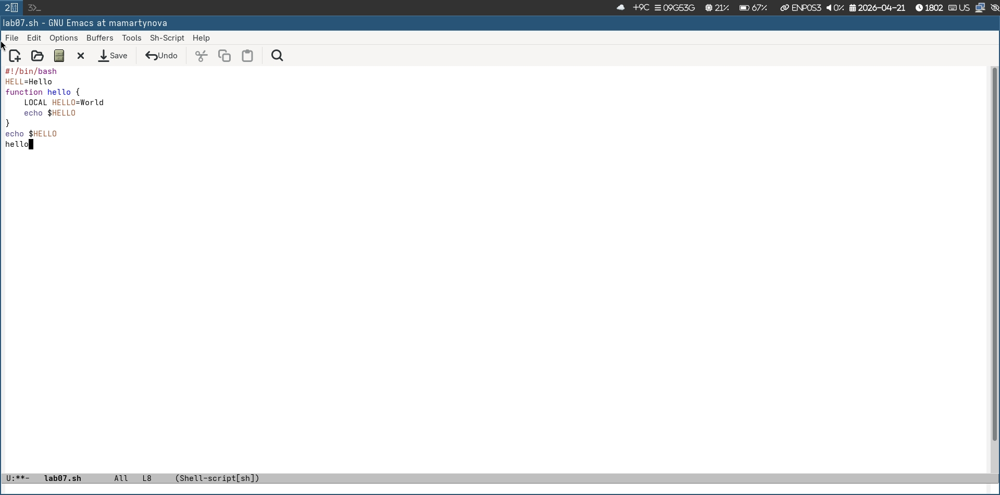 2
3>_
+9C 09G53G 21% 67% ENP0S3 0% 2026-04-21 1802 US
lab07.sh - GNU Emacs at mamartynova
File Edit Options Buffers Tools Sh-Script Help
Save Undo
#!/bin/bash
HELL=Hello
function hello {
    LOCAL HELLO=World
    echo $HELLO
}
echo $HELLO
hello
U:**-   lab07.sh       All   L8     (Shell-script[sh])